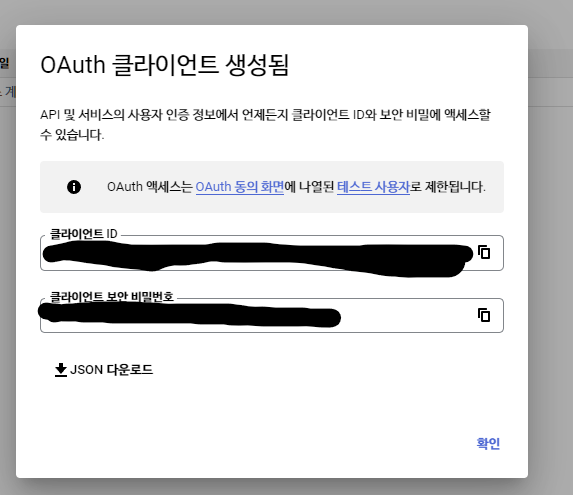 일
계
OAuth 클라이언트 생성됨
API 및 서비스의 사용자 인증 정보에서 언제든지 클라이언트 ID와 보안 비밀에 액세스할
수 있습니다.
OAuth 액세스는 OAuth 동의 화면에 나열된 테스트 사용자로 제한됩니다.
클라이언트 ID
클라이언트 보안 비밀번호
JSON 다운로드
확인